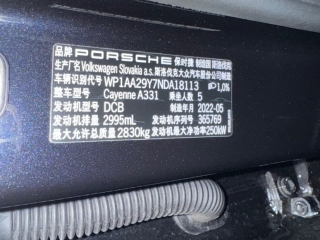 品牌 PORSCHE 保时捷 制造国 斯洛伐克
生产厂名 Volkswagen Slovakia a.s. 斯洛伐克大众汽车股份公司制造
车辆识别代号 WP1AA29Y7NDA18113 1,0%
整车型号 Cayenne A331 乘坐人数 5
发动机型号 DCB 制造年月 2022-05
发动机排量 2995mL 发动机号 365769
最大允许总质量 2830kg 发动机最大净功率 250kW